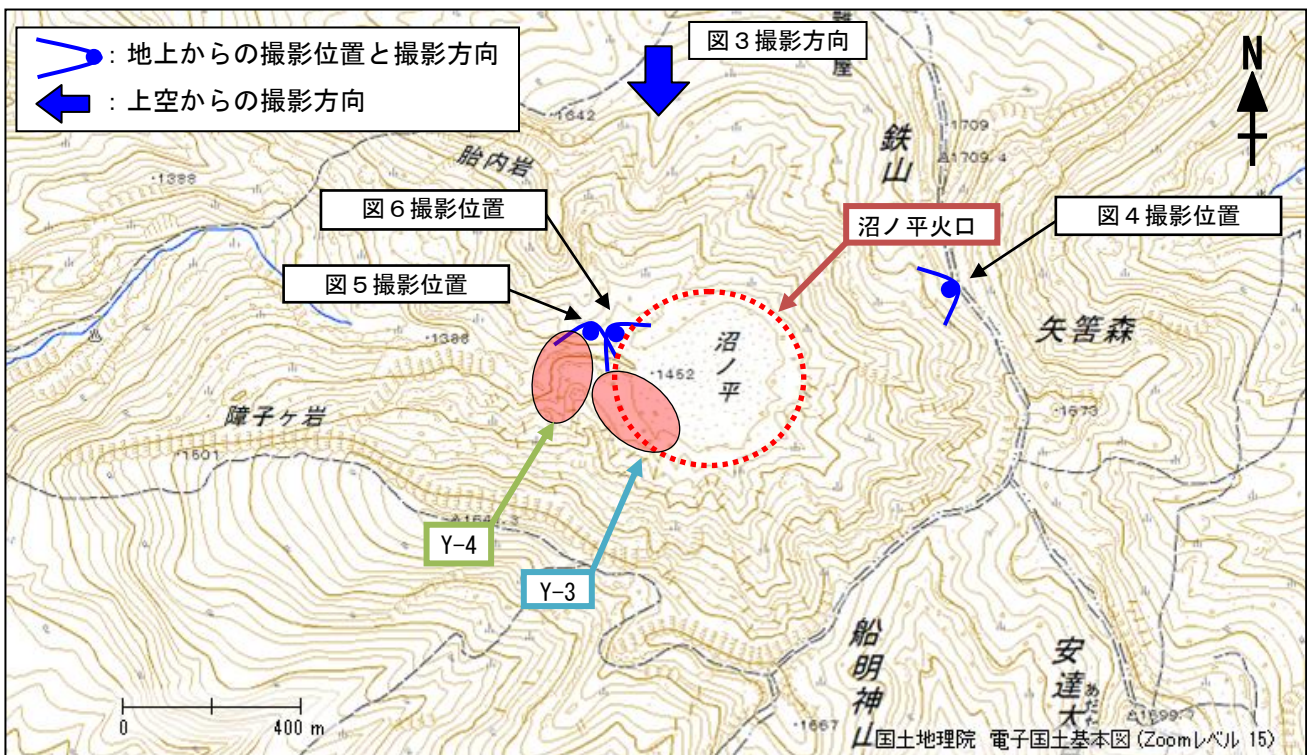 ：地上からの撮影位置と撮影方向
：上空からの撮影方向
図３撮影方向
N
・1642
・1709
△1709.4
鉄山
胎内岩
・1388
図６撮影位置
沼ノ平火口
図４撮影位置
図５撮影位置
・1388
沼ノ平
・1452
矢筈森
・1673
障子ヶ岩
・1601
Y-4
Y-3
船明神山
安達太
あだた
・1667
0 400 m
国土地理院 電子国土基本図 (Zoomレベル 15)